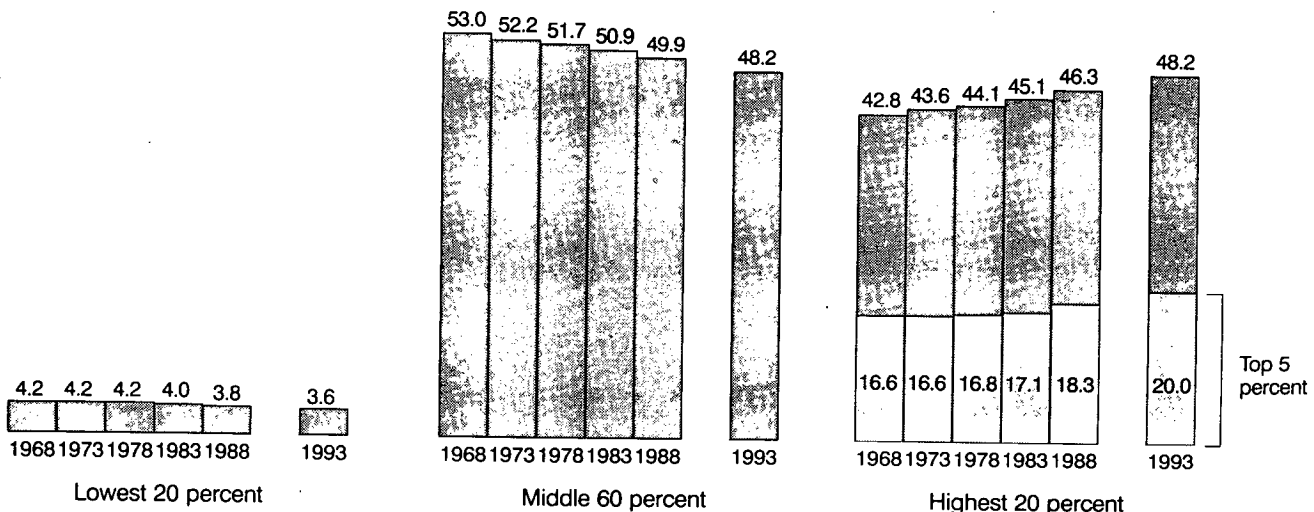 4.2 4.2 4.2 4.0 3.8 3.6
1968 1973 1978 1983 1988 1993
Lowest 20 percent
53.0 52.2 51.7 50.9 49.9 48.2
1968 1973 1978 1983 1988 1993
Middle 60 percent
42.8 43.6 44.1 45.1 46.3 48.2
16.6 16.6 16.8 17.1 18.3 20.0
Top 5
percent
1968 1973 1978 1983 1988 1993
Highest 20 percent